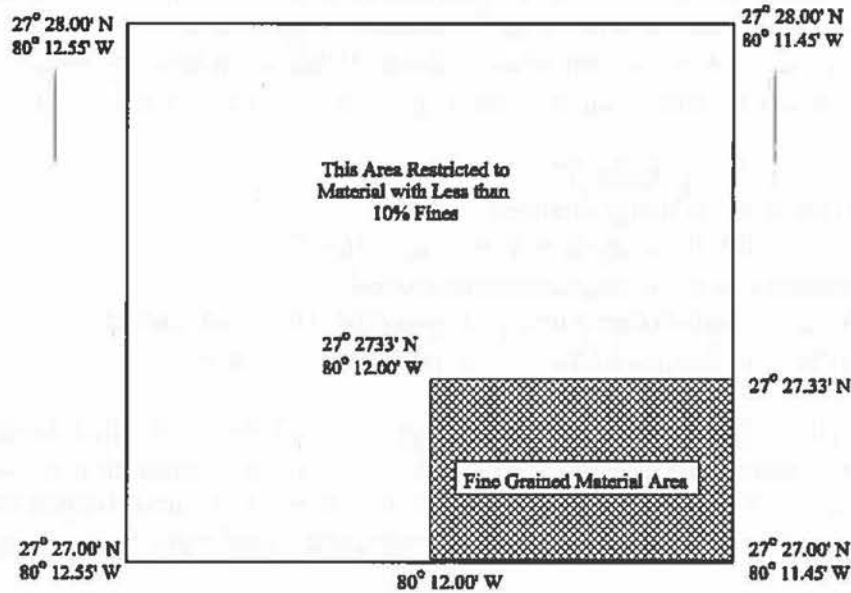 27° 28.00' N
80° 12.55' W
27° 28.00' N
80° 11.45' W
This Area Restricted to
Material with Less than
10% Fines
27° 2733' N
80° 12.00' W
27° 27.33' N
Fine Grained Material Area
27° 27.00' N
80° 12.55' W
27° 27.00' N
80° 11.45' W
80° 12.00' W